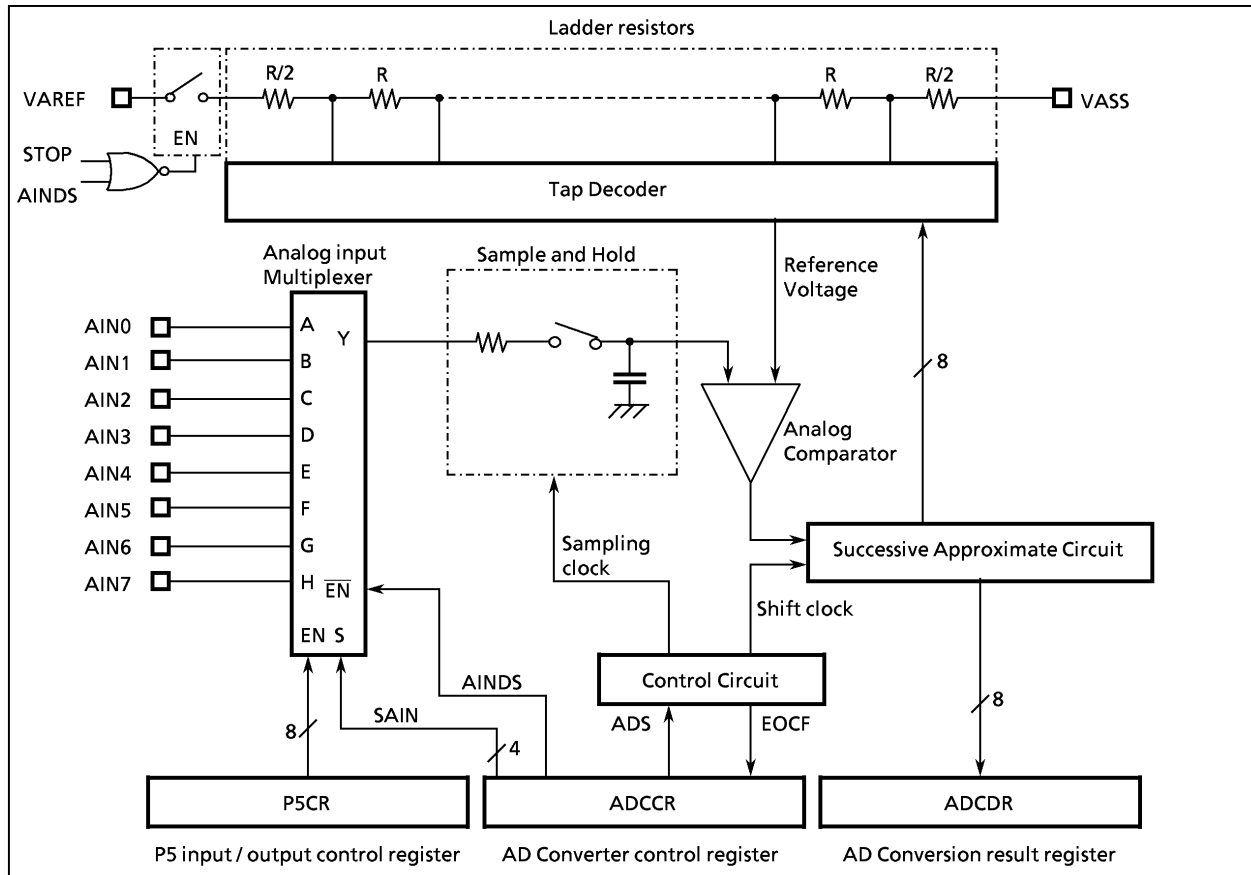 Ladder resistors
R/2
R
R
R/2
VAREF
VASS
EN
STOP
AINDS
Tap Decoder
Analog input
Multiplexer
Sample and Hold
Reference
Voltage
AIN0
A
Y
AIN1
B
8
AIN2
C
AIN3
D
Analog
Comparator
AIN4
E
AIN5
F
AIN6
G
Sampling
clock
Successive Approximate Circuit
AIN7
H
EN
Shift clock
EN S
AINDS
Control Circuit
SAIN
ADS
EOCF
8
8
4
P5CR
ADCCR
ADCDR
P5 input / output control register
AD Converter control register
AD Conversion result register